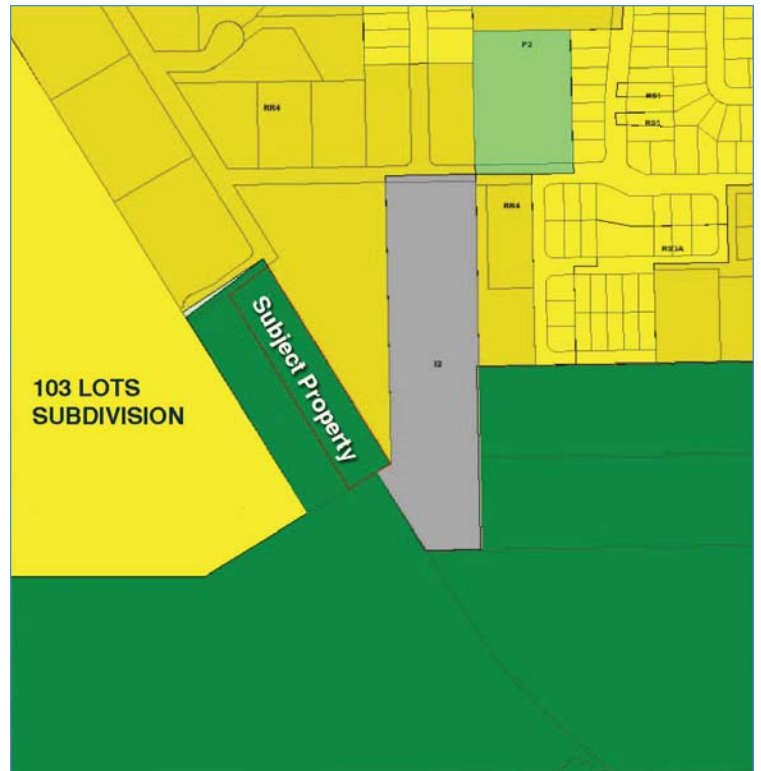 P2
RS1
RR4
RS1
RR4
RS3A
Subject Property
I2
103 LOTS
SUBDIVISION